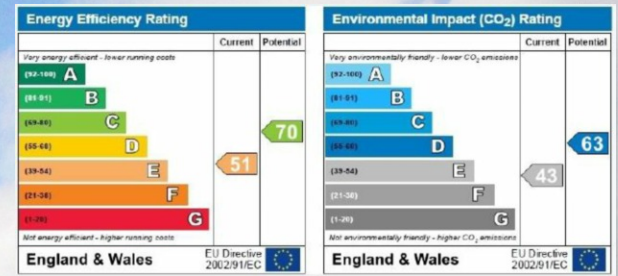 Energy Efficiency Rating
Current Potential
Very energy efficient - lower running costs
(92-100) A
(81-91) B
(69-80) C
(55-68) D
(39-54) E
(21-38) F
(1-20) G
51
70
Not energy efficient - higher running costs
England & Wales
EU Directive
2002/91/EC
Environmental Impact (CO2) Rating
Current Potential
Very environmentally friendly - lower CO2 emissions
(92-100) A
(81-91) B
(69-80) C
(55-68) D
(39-54) E
(21-38) F
(1-20) G
43
63
Not environmentally friendly - higher CO2 emissions
England & Wales
EU Directive
2002/91/EC